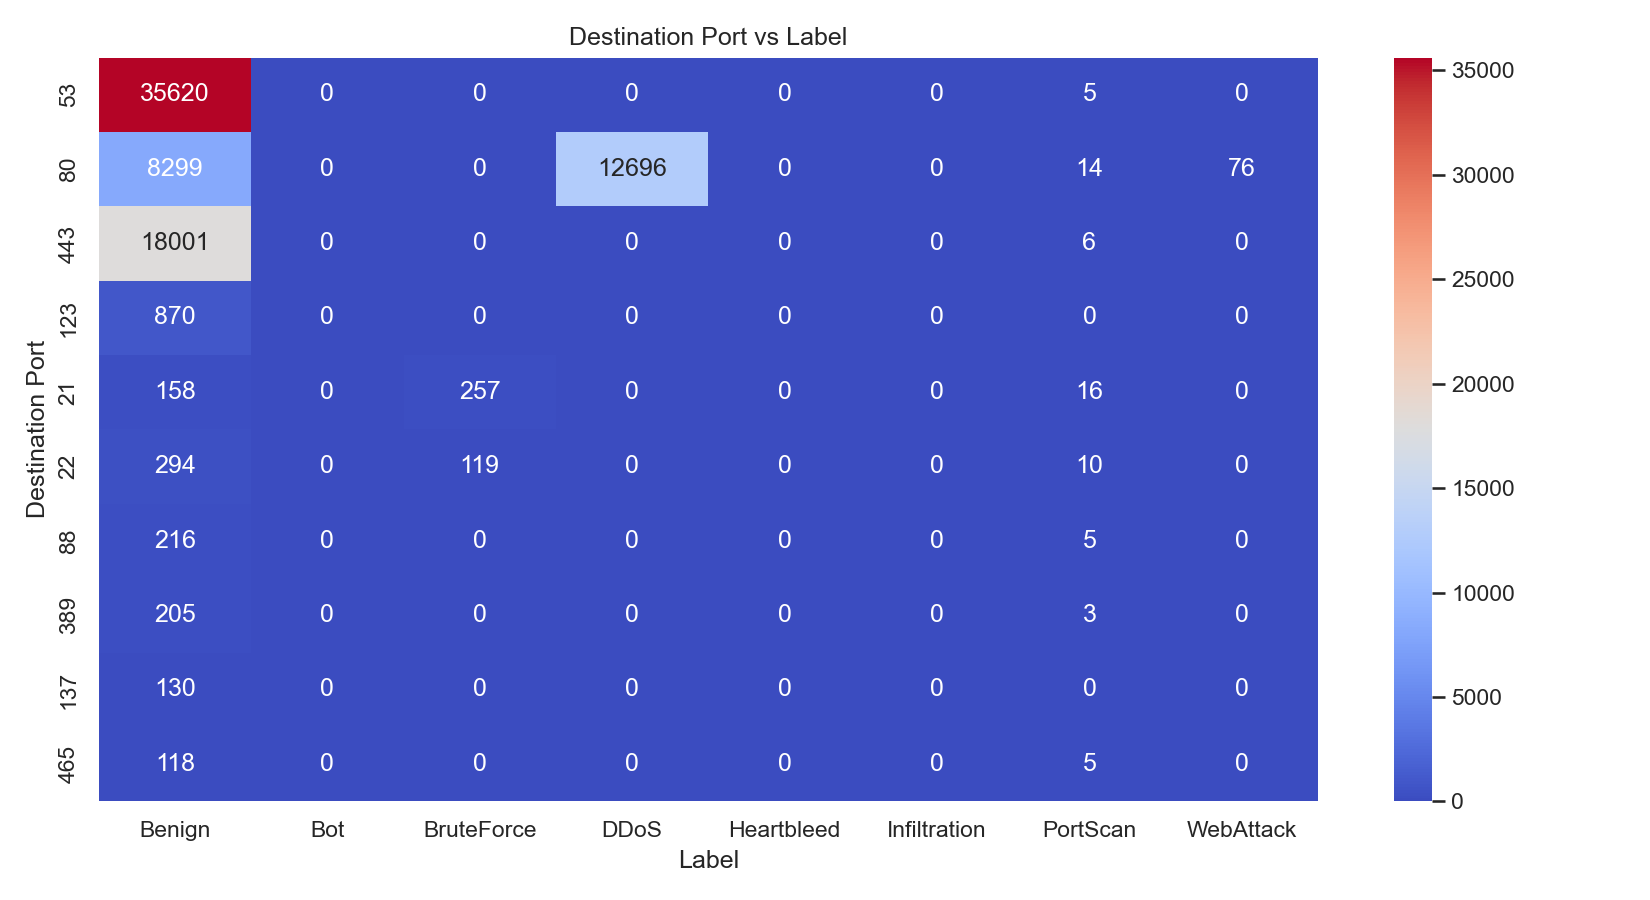 Destination Port vs Label
Destination Port
53 35620 0 0 0 0 0 5 0
80 8299 0 0 12696 0 0 14 76
443 18001 0 0 0 0 0 6 0
123 870 0 0 0 0 0 0 0
21 158 0 257 0 0 0 16 0
22 294 0 119 0 0 0 10 0
88 216 0 0 0 0 0 5 0
389 205 0 0 0 0 0 3 0
137 130 0 0 0 0 0 0 0
465 118 0 0 0 0 0 5 0
Benign Bot BruteForce DDoS Heartbleed Infiltration PortScan WebAttack
Label
35000
30000
25000
20000
15000
10000
5000
0